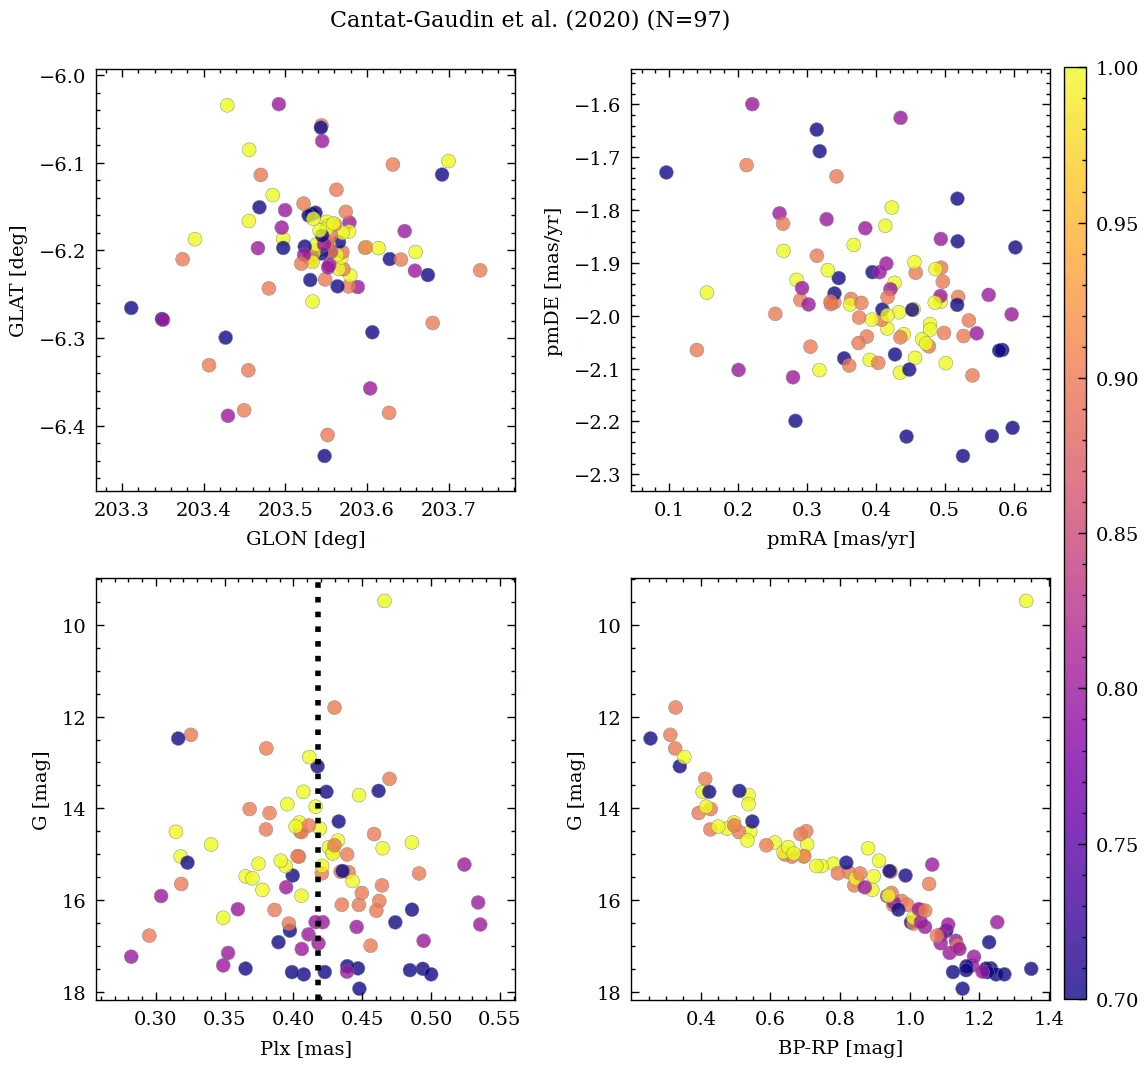 Cantat-Gaudin et al. (2020) (N=97)
−6.0
−6.1
−6.2
−6.3
−6.4
GLAT [deg]
203.3 203.4 203.5 203.6 203.7
GLON [deg]
−1.6
−1.7
−1.8
−1.9
−2.0
−2.1
−2.2
−2.3
pmDE [mas/yr]
0.1 0.2 0.3 0.4 0.5 0.6
pmRA [mas/yr]
10
12
14
16
18
G [mag]
0.30 0.35 0.40 0.45 0.50 0.55
Plx [mas]
10
12
14
16
18
G [mag]
0.4 0.6 0.8 1.0 1.2 1.4
BP-RP [mag]
1.00
0.95
0.90
0.85
0.80
0.75
0.70